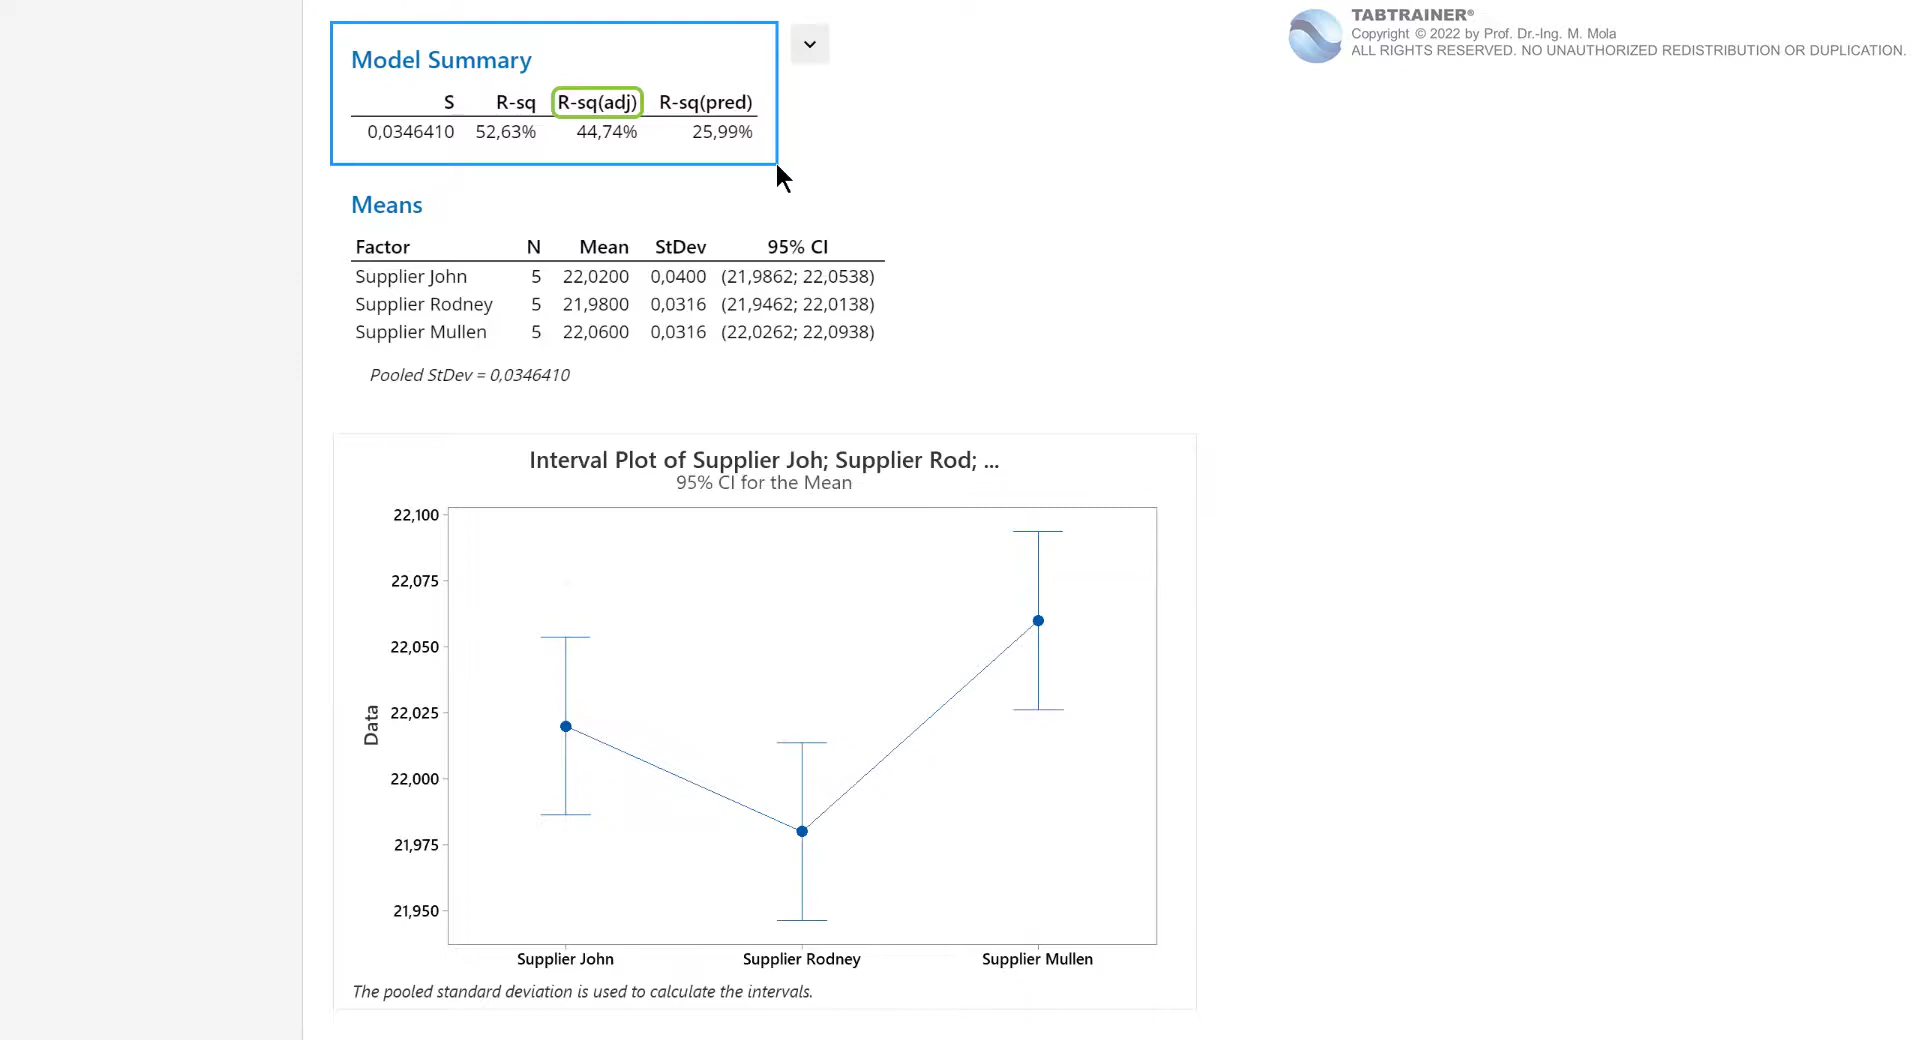 TABTRAINER®
Copyright © 2022 by Prof. Dr.-Ing. M. Mola
ALL RIGHTS RESERVED. NO UNAUTHORIZED REDISTRIBUTION OR DUPLICATION.
Model Summary
S R-sq R-sq(adj) R-sq(pred)
0,0346410 52,63% 44,74% 25,99%
Means
Factor N Mean StDev 95% CI
Supplier John 5 22,0200 0,0400 (21,9862; 22,0538)
Supplier Rodney 5 21,9800 0,0316 (21,9462; 22,0138)
Supplier Mullen 5 22,0600 0,0316 (22,0262; 22,0938)
Pooled StDev = 0,0346410
Interval Plot of Supplier Joh; Supplier Rod; ...
95% CI for the Mean
22,100
22,075
22,050
22,025
22,000
21,975
21,950
Data
Supplier John Supplier Rodney Supplier Mullen
The pooled standard deviation is used to calculate the intervals.